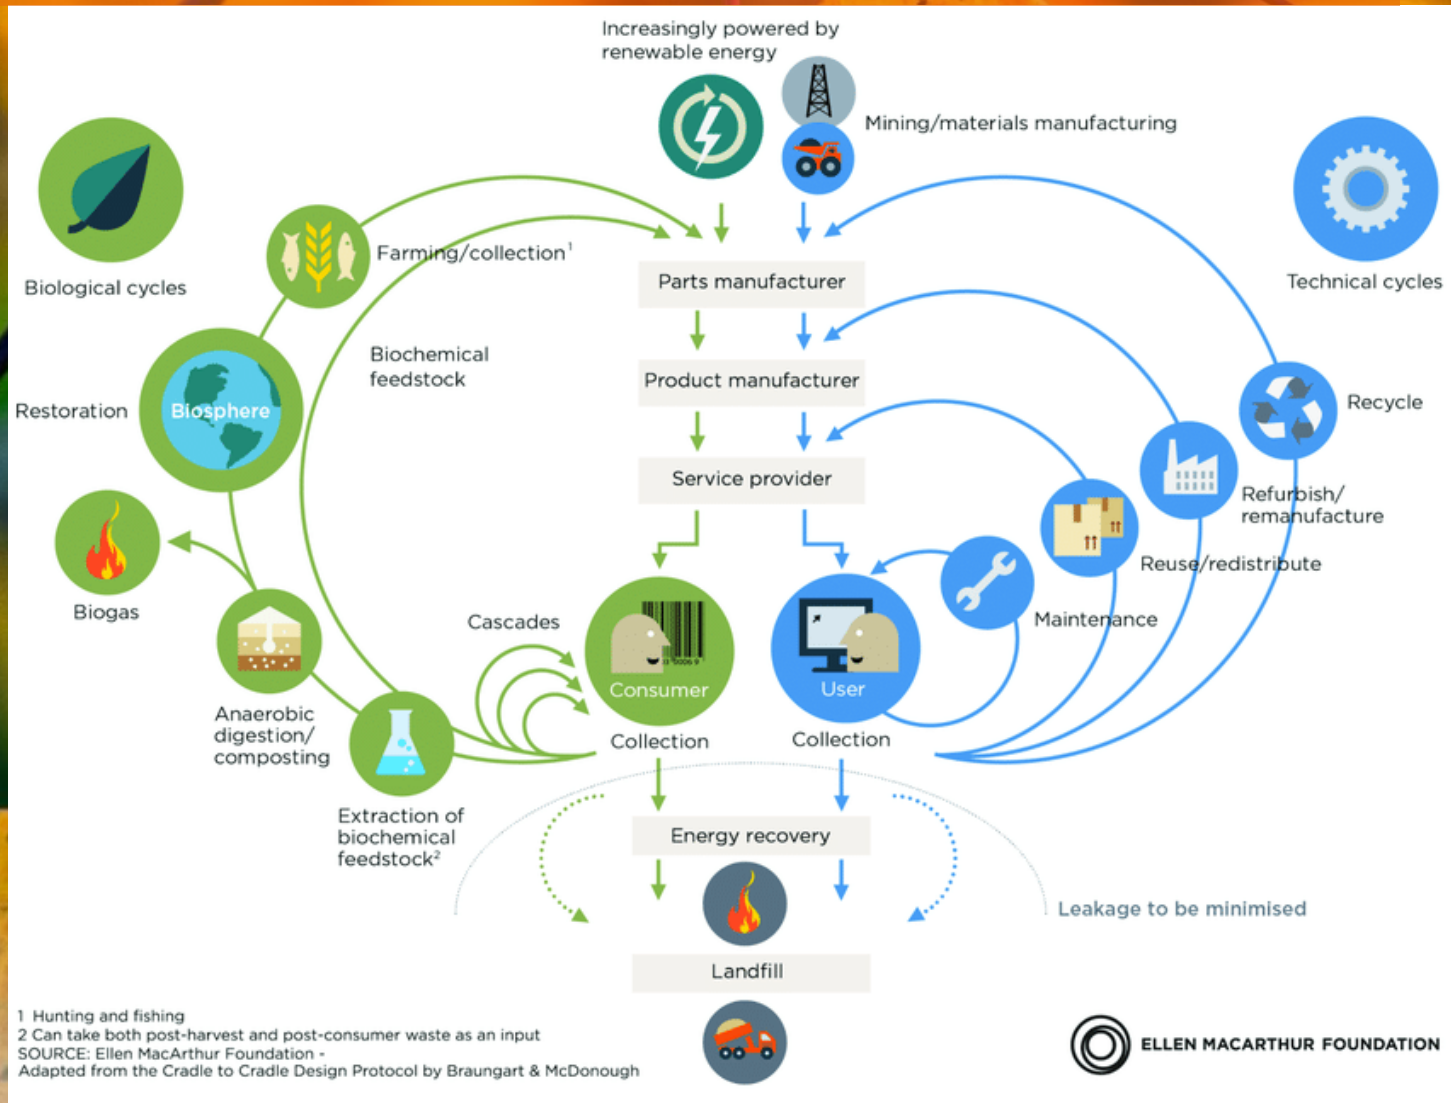 Increasingly powered by
renewable energy
Mining/materials manufacturing
Biological cycles
Technical cycles
Farming/collection¹
Parts manufacturer
Biochemical
feedstock
Product manufacturer
Restoration
Biosphere
Recycle
Service provider
Refurbish/
remanufacture
Reuse/redistribute
Biogas
Cascades
Maintenance
Consumer
User
Anaerobic
digestion/
composting
Collection
Collection
Extraction of
biochemical
feedstock²
Energy recovery
Leakage to be minimised
Landfill
1 Hunting and fishing
2 Can take both post-harvest and post-consumer waste as an input
SOURCE: Ellen MacArthur Foundation -
Adapted from the Cradle to Cradle Design Protocol by Braungart & McDonough
ELLEN MACARTHUR FOUNDATION